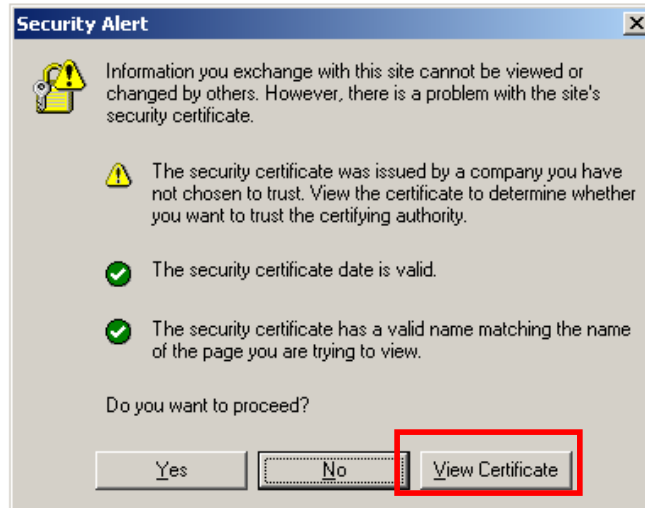 Security Alert
Information you exchange with this site cannot be viewed or
changed by others. However, there is a problem with the site's
security certificate.
The security certificate was issued by a company you have
not chosen to trust. View the certificate to determine whether
you want to trust the certifying authority.
The security certificate date is valid.
The security certificate has a valid name matching the name
of the page you are trying to view.
Do you want to proceed?
Yes No View Certificate